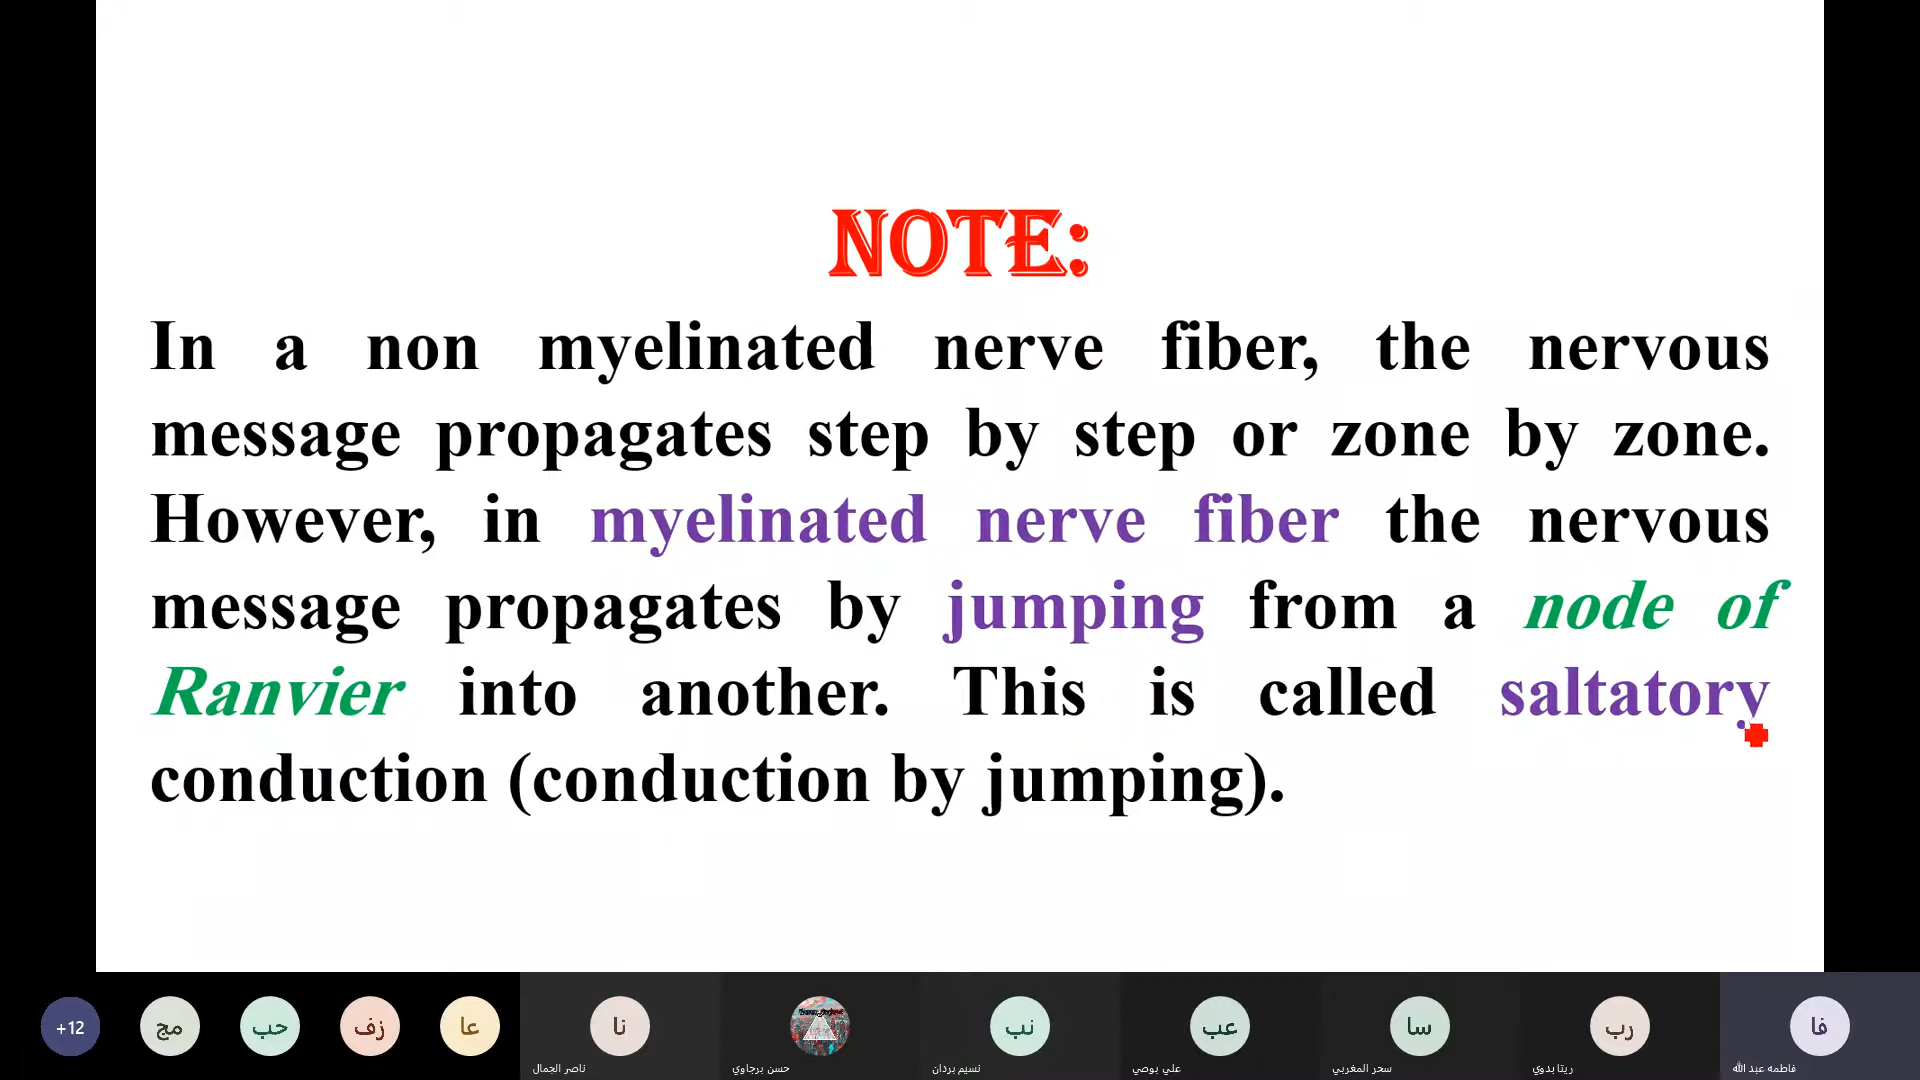 NOTE:
In a non myelinated nerve fiber, the nervous
message propagates step by step or zone by zone.
However, in myelinated nerve fiber the nervous
message propagates by jumping from a node of
Ranvier into another. This is called saltatory
conduction (conduction by jumping).
+12
مج
حب
زف
عا
نا
نب
عب
سا
رب
فا
ناصر الجمال
حسن برجاوي
نسيم بردان
علي بوصي
سحر المغربي
ريتا بدوي
فاطمه عبد الله